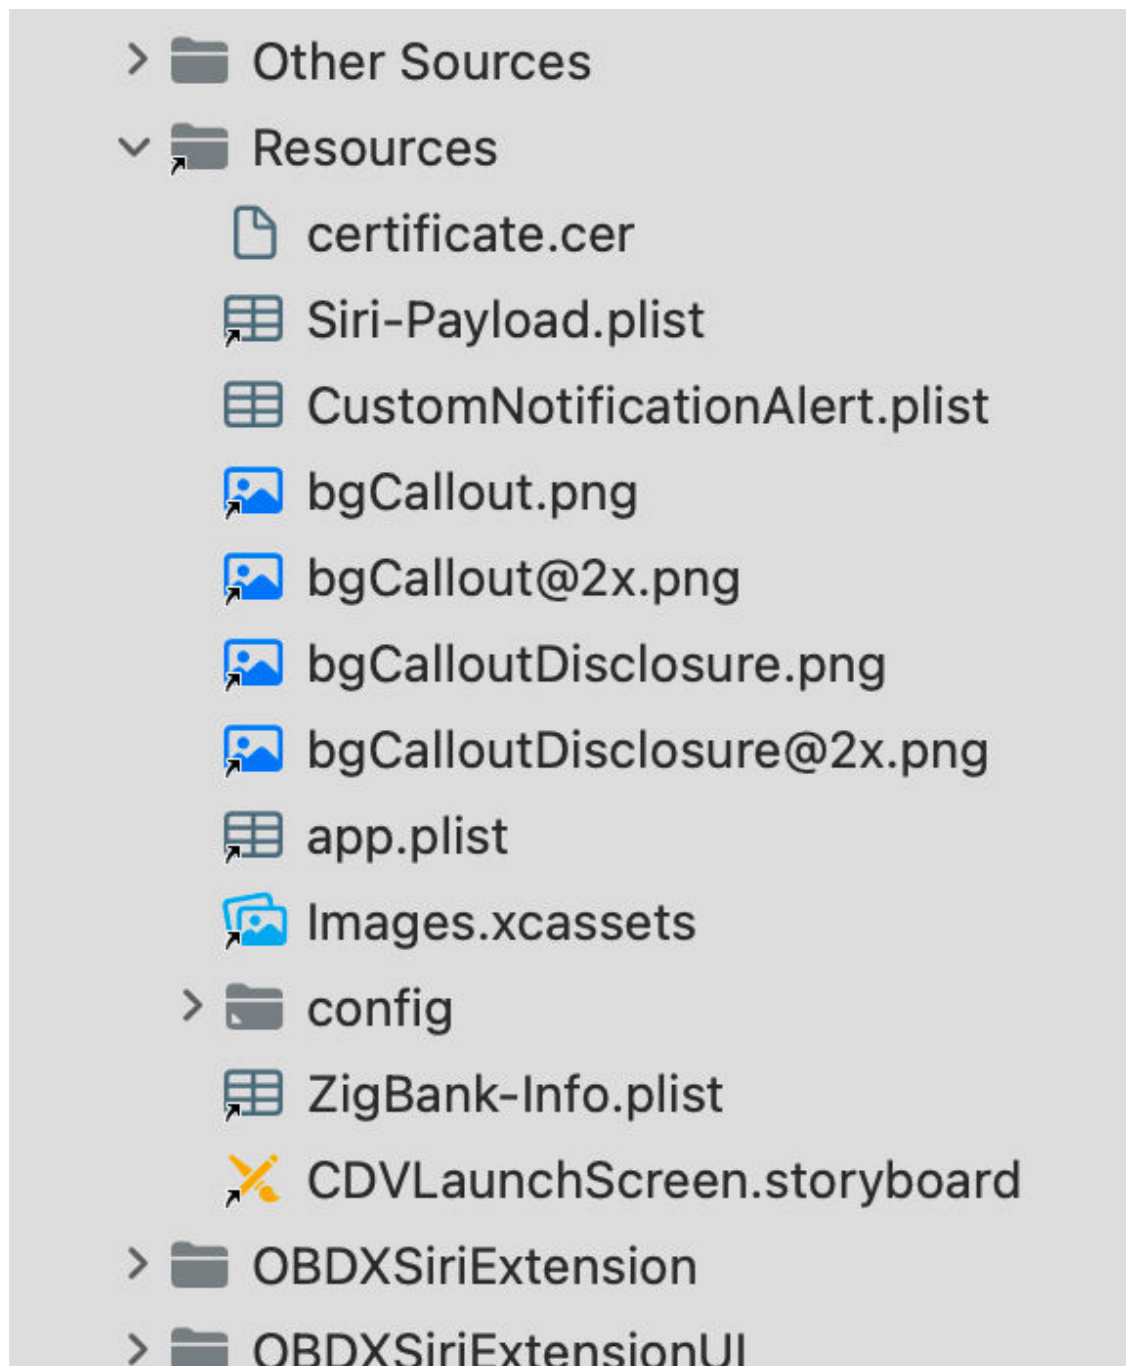 Other Sources
Resources
certificate.cer
Siri-Payload.plist
CustomNotificationAlert.plist
bgCallout.png
bgCallout@2x.png
bgCalloutDisclosure.png
bgCalloutDisclosure@2x.png
app.plist
Images.xcassets
config
ZigBank-Info.plist
CDVLaunchScreen.storyboard
OBDXSiriExtension
OBDXSiriExtensionUI